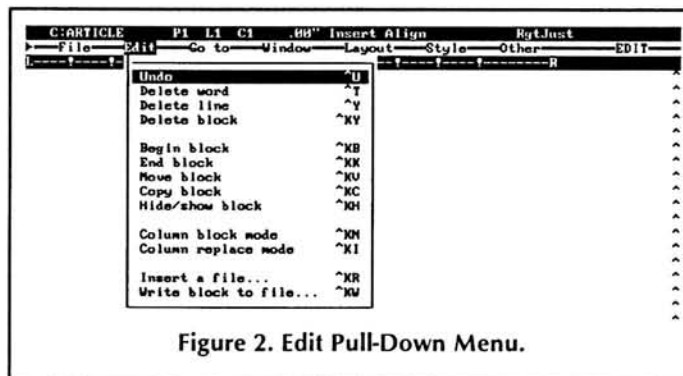 C:ARTICLE P1 L1 C1 .00" Insert Align RgtJust
File Edit Go to Window Layout Style Other EDIT
L----!----!- --!----!----!--------R
Undo ^U
Delete word ^T
Delete line ^Y
Delete block ^KY
Begin block ^KB
End block ^KK
Move block ^KV
Copy block ^KC
Hide/show block ^KH
Column block mode ^KN
Column replace mode ^KI
Insert a file... ^KR
Write block to file... ^KW
Figure 2. Edit Pull-Down Menu.